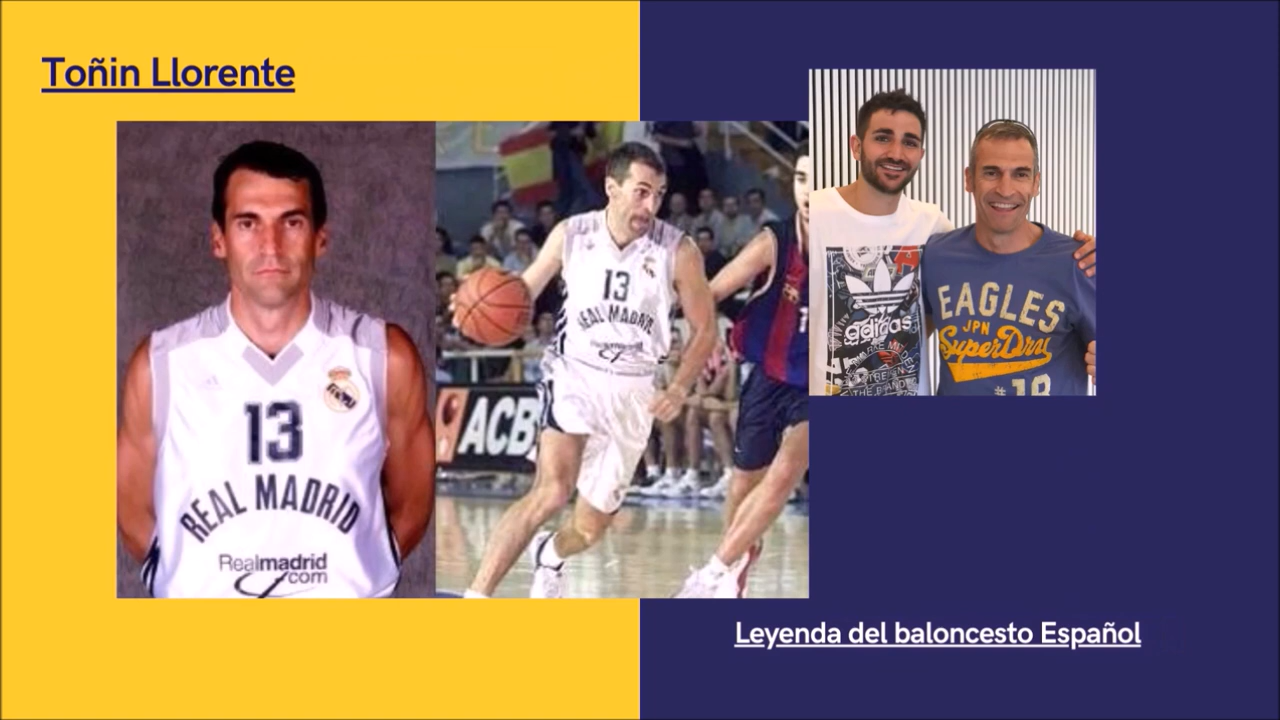 Toñin Llorente
13
REAL MADRID
Realmadrid
.com
13
REAL MADRID
ACB
adidas
EAGLES
JPN
SuperDry
#18
Leyenda del baloncesto Español